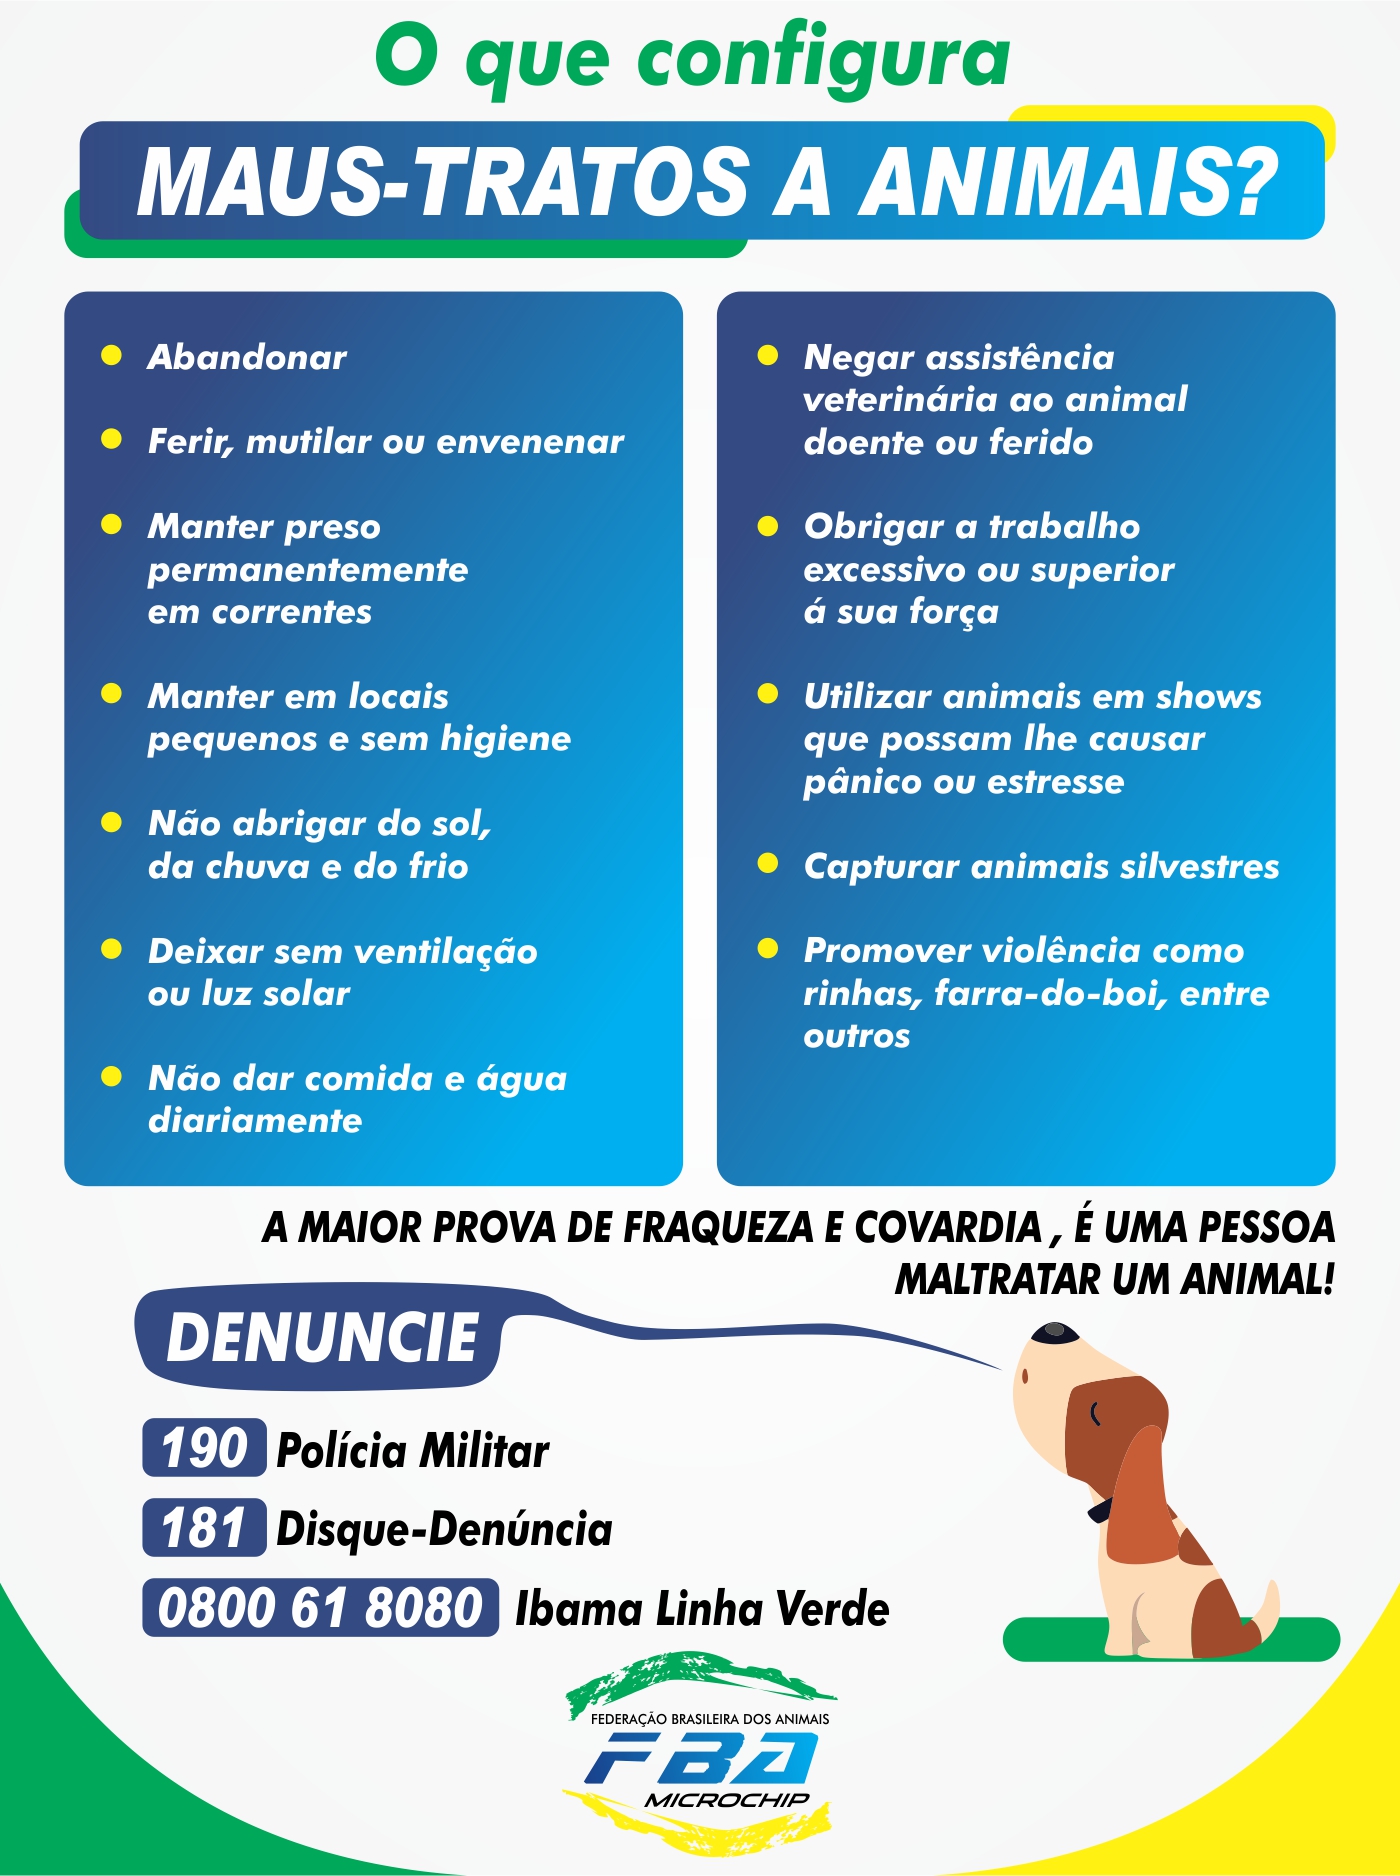 O que configura
MAUS-TRATOS A ANIMAIS?
Abandonar
Ferir, mutilar ou envenenar
Manter preso
permanentemente
em correntes
Manter em locais
pequenos e sem higiene
Não abrigar do sol,
da chuva e do frio
Deixar sem ventilação
ou luz solar
Não dar comida e água
diariamente
Negar assistência
veterinária ao animal
doente ou ferido
Obrigar a trabalho
excessivo ou superior
á sua força
Utilizar animais em shows
que possam lhe causar
pânico ou estresse
Capturar animais silvestres
Promover violência como
rinhas, farra-do-boi, entre
outros
A MAIOR PROVA DE FRAQUEZA E COVARDIA , É UMA PESSOA
MALTRATAR UM ANIMAL!
DENUNCIE
190 Polícia Militar
181 Disque-Denúncia
0800 61 8080 Ibama Linha Verde
FEDERAÇÃO BRASILEIRA DOS ANIMAIS
FBA
MICROCHIP